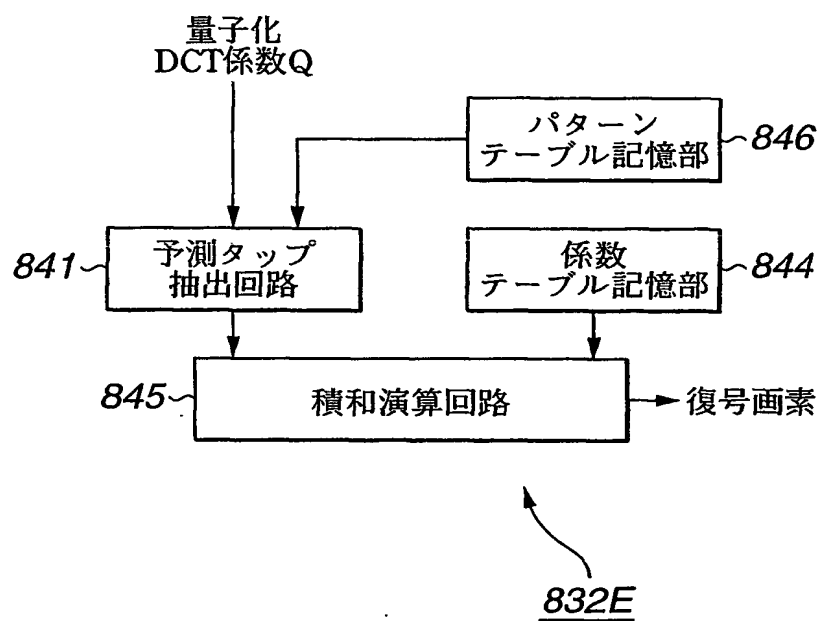 量子化
DCT係数Q
パターン
テーブル記憶部
846
841
予測タップ
抽出回路
係数
テーブル記憶部
844
845
積和演算回路
復号画素
832E